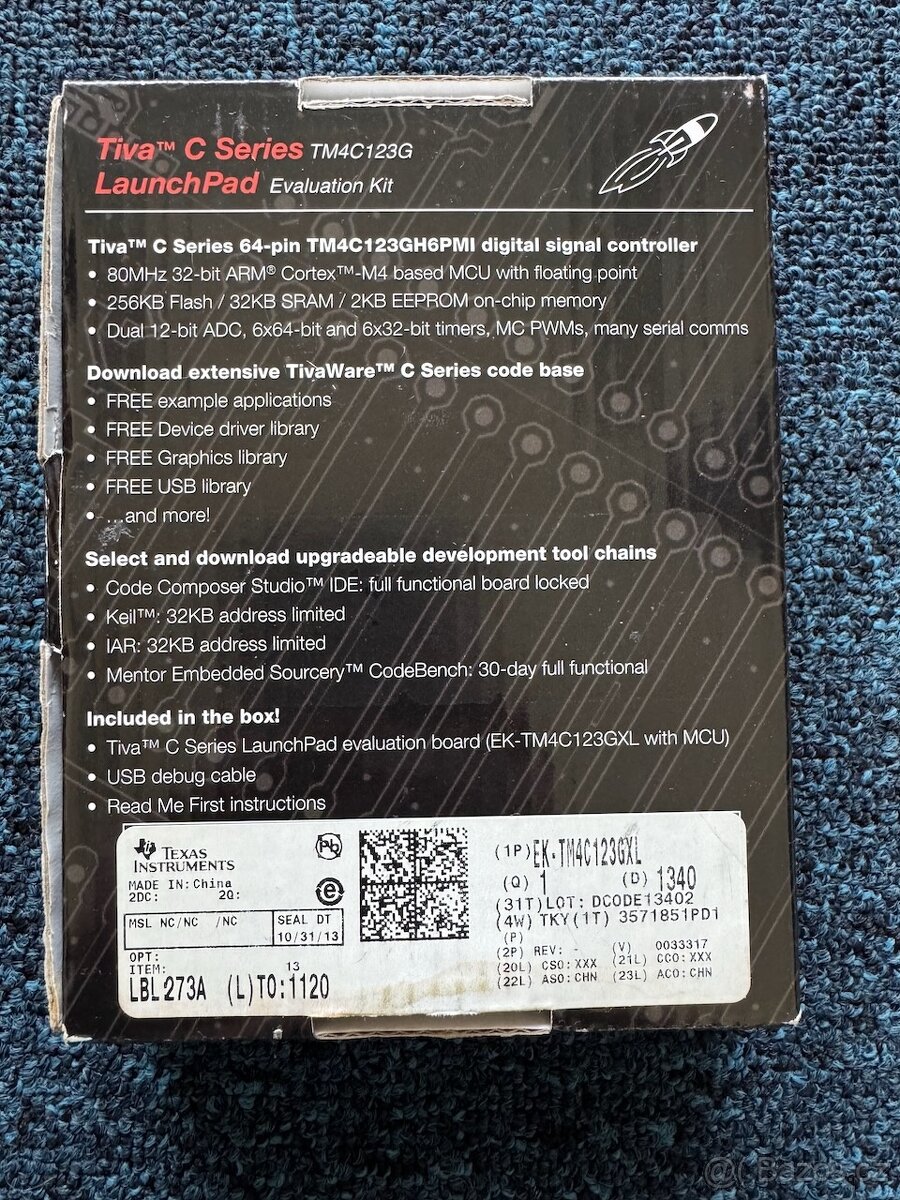 Tiva™ C Series TM4C123G
LaunchPad Evaluation Kit
Tiva™ C Series 64-pin TM4C123GH6PMI digital signal controller
• 80MHz 32-bit ARM® Cortex™-M4 based MCU with floating point
• 256KB Flash / 32KB SRAM / 2KB EEPROM on-chip memory
• Dual 12-bit ADC, 6x64-bit and 6x32-bit timers, MC PWMs, many serial comms
Download extensive TivaWare™ C Series code base
• FREE example applications
• FREE Device driver library
• FREE Graphics library
• FREE USB library
• ...and more!
Select and download upgradeable development tool chains
• Code Composer Studio™ IDE: full functional board locked
• Keil™: 32KB address limited
• IAR: 32KB address limited
• Mentor Embedded Sourcery™ CodeBench: 30-day full functional
Included in the box!
• Tiva™ C Series LaunchPad evaluation board (EK-TM4C123GXL with MCU)
• USB debug cable
• Read Me First instructions
TEXAS
INSTRUMENTS
MADE IN: China
2DC: 2Q:
MSL NC/NC /NC
SEAL DT
10/31/13
OPT:
ITEM: 13
LBL 273A (L)TO:1120
Pb
e
(1P) EK-TM4C123GXL
(Q) 1 (D) 1340
(31T)LOT: DCODE13402
(4W) TKY(1T) 3571851PD1
(P)
(2P) REV: - (V) 0033317
(20L) CSO: XXX (21L) CCO:XXX
(22L) ASO: CHN (23L) ACO: CHN
@ Bazos.cz